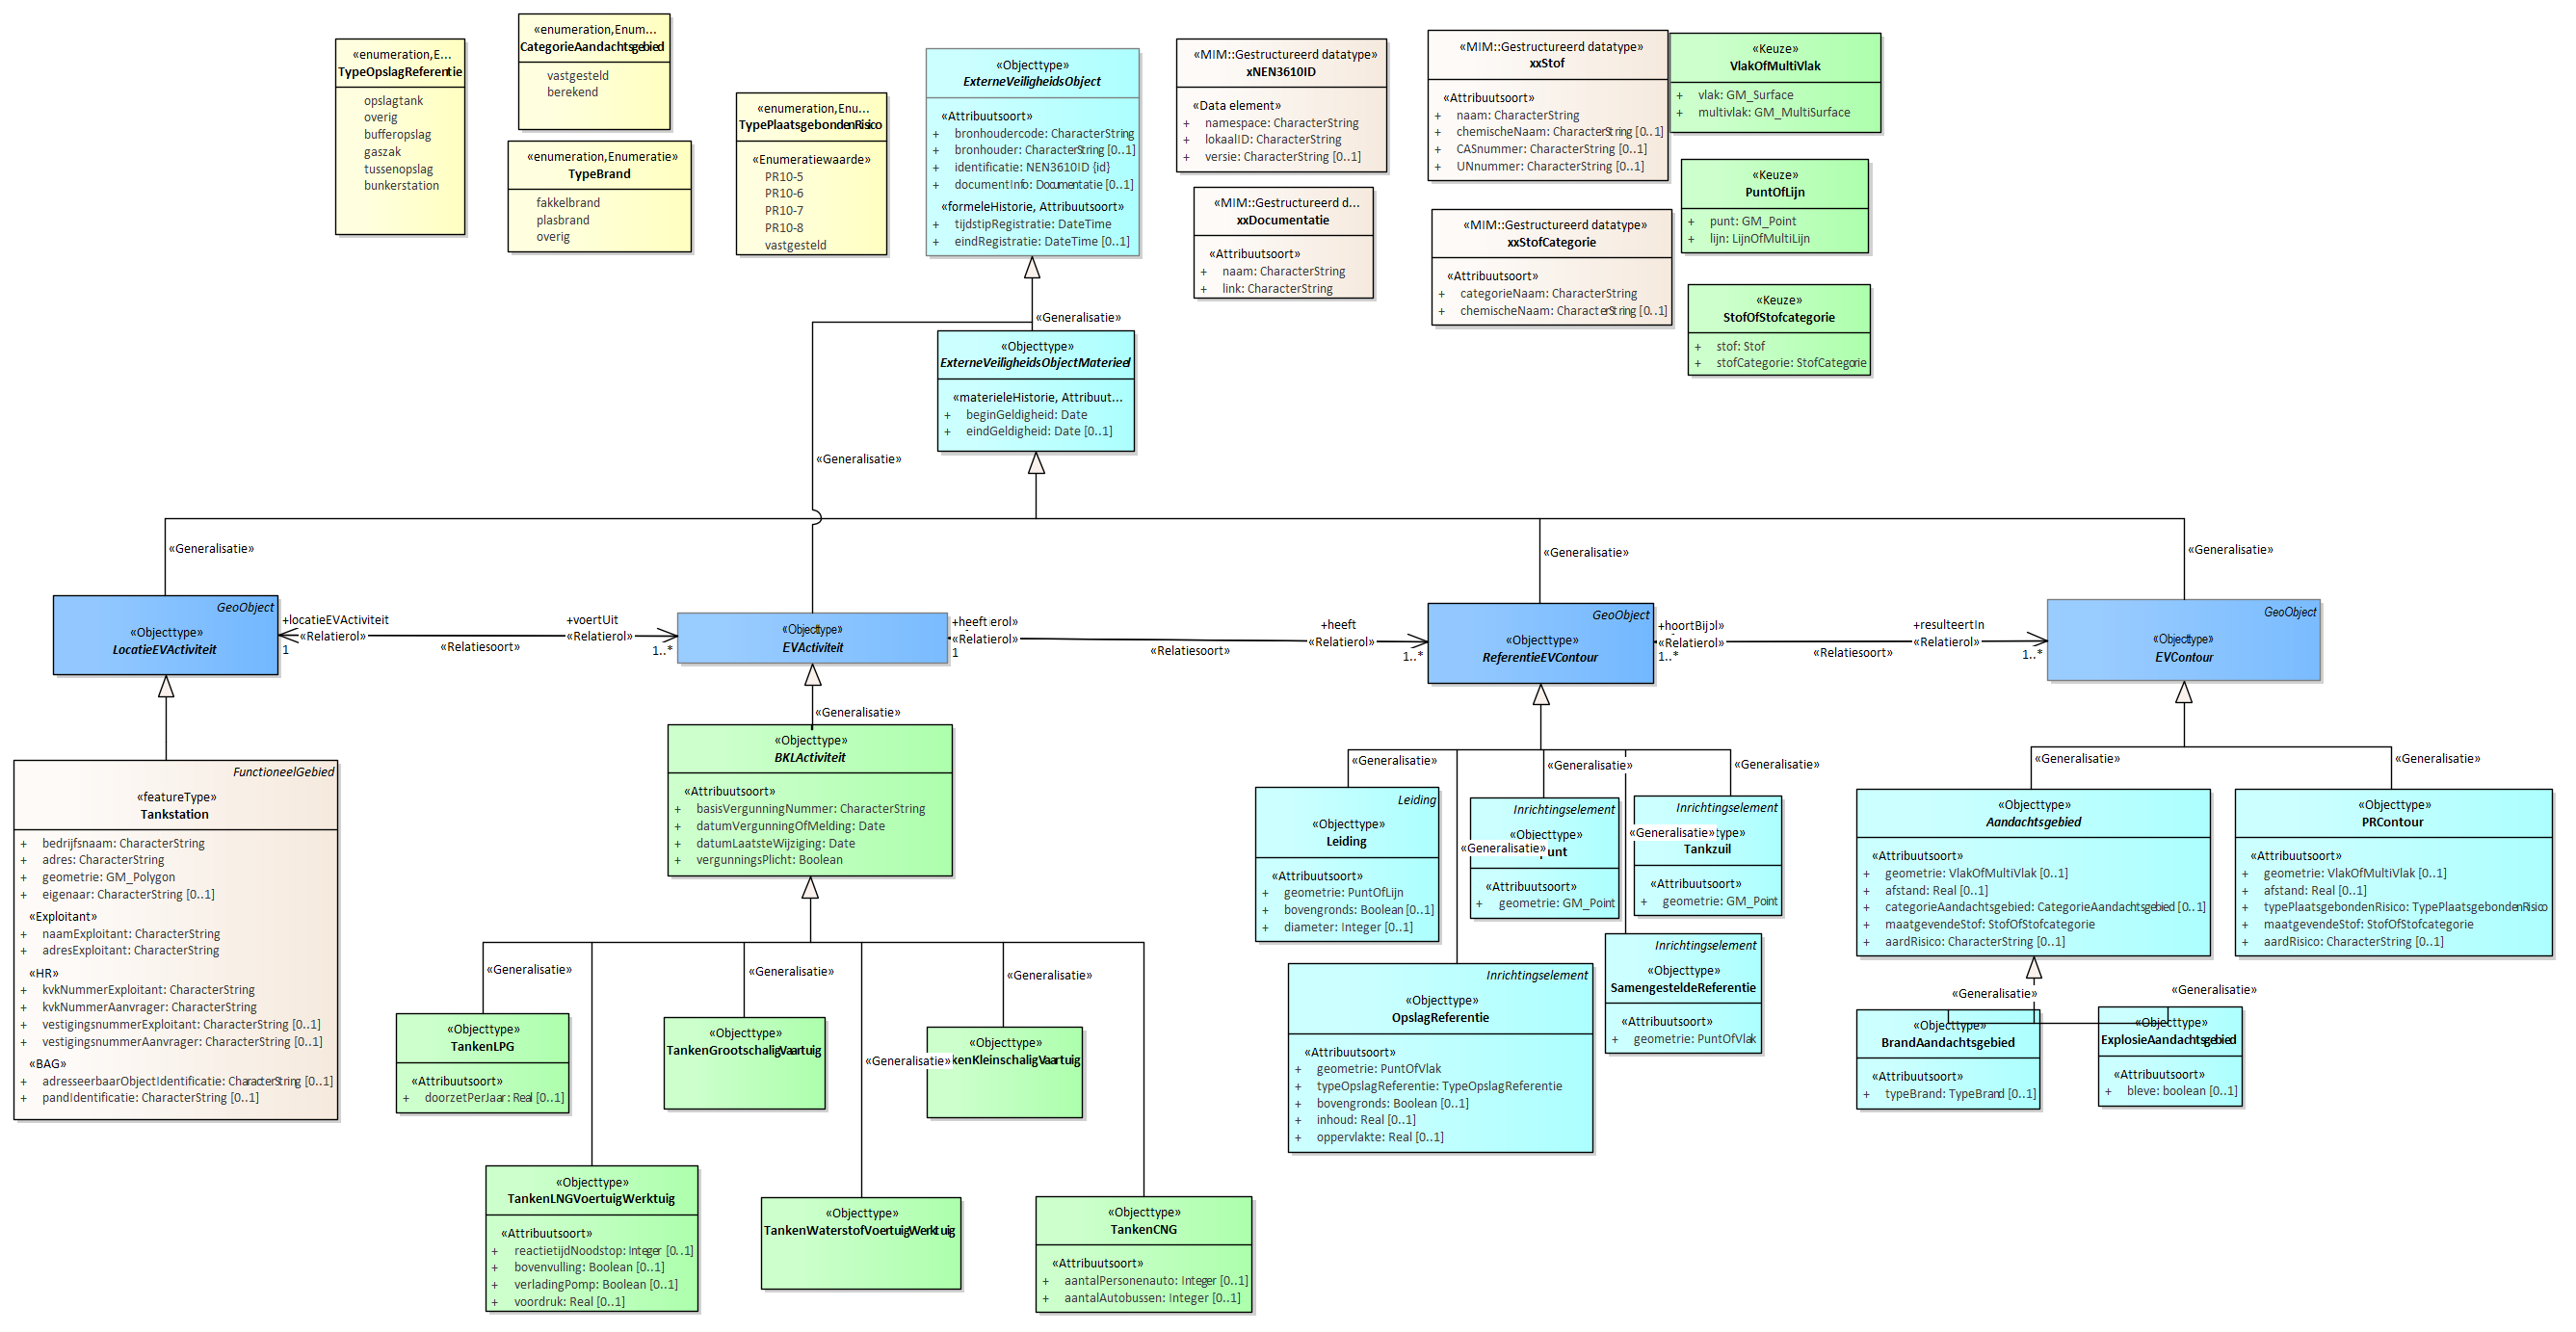 «enumeration,E...
TypeOpslagReferentie
opslagtank
overig
bufferopslag
gaszak
tussenopslag
bunkerstation
«enumeration,Enum...
CategorieAandachtsgebied
vastgesteld
berekend
«enumeration,Enumeratie»
TypeBrand
fakkelbrand
plasbrand
overig
«enumeration,Enu...
TypePlaatsgebondenRisico
«Enumeratiewaarde»
PR10-5
PR10-6
PR10-7
PR10-8
vastgesteld
«Objecttype»
ExterneVeiligheidsObject
«Attribuutsoort»
+ bronhoudercode: CharacterString
+ bronhouder: CharacterString [0..1]
+ identificatie: NEN3610ID {id}
+ documentInfo: Documentatie [0..1]
«formeleHistorie, Attribuutsoort»
+ tijdstipRegistratie: DateTime
+ eindRegistratie: DateTime [0..1]
«MIM::Gestructureerd datatype»
xNEN3610ID
«Data element»
+ namespace: CharacterString
+ lokaalID: CharacterString
+ versie: CharacterString [0..1]
«MIM::Gestructureerd d...
xxDocumentatie
«Attribuutsoort»
+ naam: CharacterString
+ link: CharacterString
«MIM::Gestructureerd datatype»
xxStof
«Attribuutsoort»
+ naam: CharacterString
+ chemischeNaam: CharacterString [0..1]
+ CASnummer: CharacterString [0..1]
+ UNnummer: CharacterString [0..1]
«MIM::Gestructureerd datatype»
xxStofCategorie
«Attribuutsoort»
+ categorieNaam: CharacterString
+ chemischeNaam: CharacterString [0..1]
«Keuze»
VlakOfMultiVlak
+ vlak: GM_Surface
+ multivlak: GM_MultiSurface
«Keuze»
PuntOfLijn
+ punt: GM_Point
+ lijn: LijnOfMultiLijn
«Keuze»
StofOfStofcategorie
+ stof: Stof
+ stofCategorie: StofCategorie
«Generalisatie»
«Objecttype»
ExterneVeiligheidsObjectMaterieel
«materieleHistorie, Attribuut...
+ beginGeldigheid: Date
+ eindGeldigheid: Date [0..1]
«Generalisatie»
«Generalisatie»
«Generalisatie»
«Generalisatie»
GeoObject
«Objecttype»
LocatieEVActiviteit
+locatieEVActiviteit
«Relatierol»
1
«Relatiesoort»
+voertUit
«Relatierol»
1..*
«Objecttype»
EVActiviteit
+heeft erol»
«Relatierol»
1
«Relatiesoort»
+heeft
«Relatierol»
1..*
GeoObject
«Objecttype»
ReferentieEVContour
+hoortBij ol»
«Relatierol»
1..*
«Relatiesoort»
+resulteertIn
«Relatierol»
1..*
GeoObject
«Objecttype»
EVContour
FunctioneelGebied
«featureType»
Tankstation
+ bedrijfsnaam: CharacterString
+ adres: CharacterString
+ geometrie: GM_Polygon
+ eigenaar: CharacterString [0..1]
«Exploitant»
+ naamExploitant: CharacterString
+ adresExploitant: CharacterString
«HR»
+ kvkNummerExploitant: CharacterString
+ kvkNummerAanvrager: CharacterString
+ vestigingsnummerExploitant: CharacterString [0..1]
+ vestigingsnummerAanvrager: CharacterString [0..1]
«BAG»
+ adresseerbaarObjectIdentificatie: CharacterString [0..1]
+ pandIdentificatie: CharacterString [0..1]
«Generalisatie»
«Objecttype»
BKLActiviteit
«Attribuutsoort»
+ basisVergunningNummer: CharacterString
+ datumVergunningOfMelding: Date
+ datumLaatsteWijziging: Date
+ vergunningsPlicht: Boolean
«Generalisatie»
«Generalisatie»
«Generalisatie»
«Generalisatie»
«Objecttype»
TankenLPG
«Attribuutsoort»
+ doorzetPerJaar: Real [0..1]
«Objecttype»
TankenGrootschaligVaartuig
«Objecttype»
kenKleinschaligVaartuig
«Objecttype»
TankenLNGVoertuigWerktuig
«Attribuutsoort»
+ reactietijdNoodstop: Integer [0..1]
+ bovenvulling: Boolean [0..1]
+ verladingPomp: Boolean [0..1]
+ voordruk: Real [0..1]
«Objecttype»
TankenWaterstofVoertuigWerktuig
«Objecttype»
TankenCNG
«Attribuutsoort»
+ aantalPersonenauto: Integer [0..1]
+ aantalAutobussen: Integer [0..1]
«Generalisatie»
«Generalisatie»
«Generalisatie»
«Generalisatie»
«Generalisatie»
Leiding
«Objecttype»
Leiding
«Attribuutsoort»
+ geometrie: PuntOfLijn
+ bovengronds: Boolean [0..1]
+ diameter: Integer [0..1]
Inrichtingselement
«Objecttype»
punt
«Attribuutsoort»
+ geometrie: GM_Point
Inrichtingselement
type»
Tankzuil
«Attribuutsoort»
+ geometrie: GM_Point
Inrichtingselement
«Objecttype»
OpslagReferentie
«Attribuutsoort»
+ geometrie: PuntOfVlak
+ typeOpslagReferentie: TypeOpslagReferentie
+ bovengronds: Boolean [0..1]
+ inhoud: Real [0..1]
+ oppervlakte: Real [0..1]
Inrichtingselement
«Objecttype»
SamengesteldeReferentie
«Attribuutsoort»
+ geometrie: PuntOfVlak
«Generalisatie»
«Generalisatie»
«Objecttype»
Aandachtsgebied
«Attribuutsoort»
+ geometrie: VlakOfMultiVlak [0..1]
+ afstand: Real [0..1]
+ categorieAandachtsgebied: CategorieAandachtsgebied [0..1]
+ maatgevendeStof: StofOfStofcategorie
+ aardRisico: CharacterString [0..1]
«Objecttype»
PRContour
«Attribuutsoort»
+ geometrie: VlakOfMultiVlak [0..1]
+ afstand: Real [0..1]
+ typePlaatsgebondenRisico: TypePlaatsgebondenRisico
+ maatgevendeStof: StofOfStofcategorie
+ aardRisico: CharacterString [0..1]
«Generalisatie»
«Generalisatie»
«Objecttype»
BrandAandachtsgebied
«Attribuutsoort»
+ typeBrand: TypeBrand [0..1]
«Objecttype»
ExplosieAandachtsgebied
«Attribuutsoort»
+ bleve: boolean [0..1]